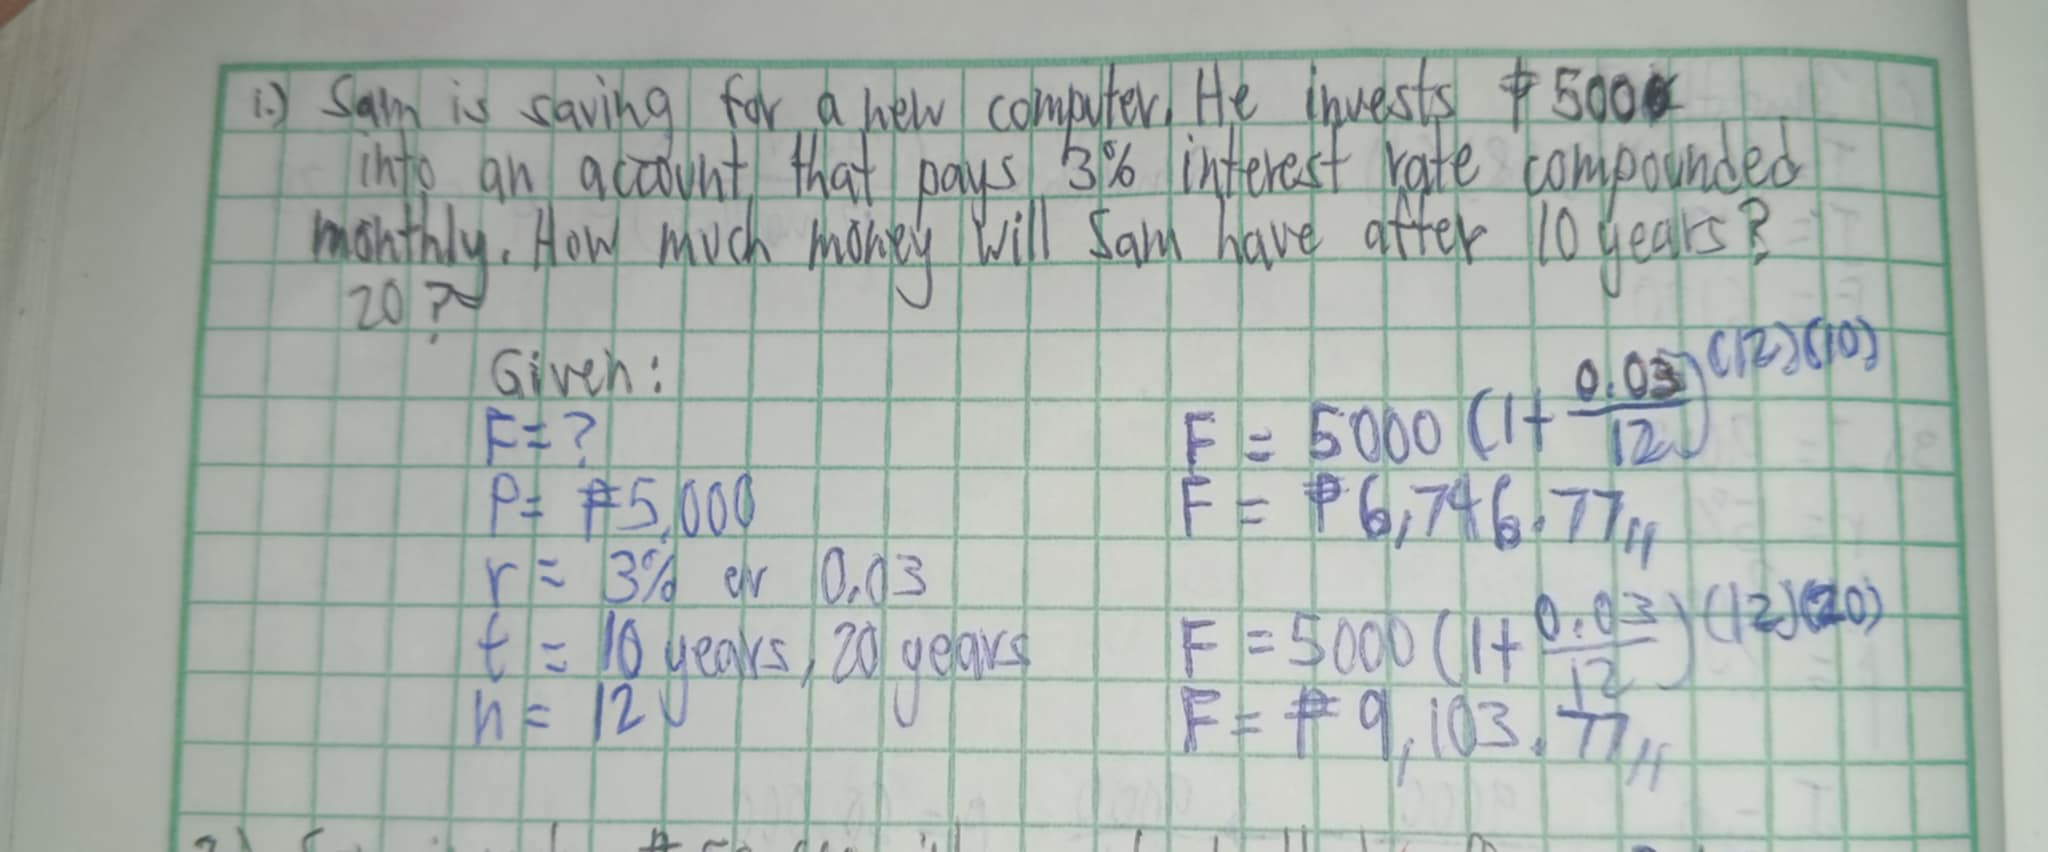 1.) Sam is saving for a new computer. He invests ₱5000
into an account that pays 3% interest rate compounded
monthly. How much money will Sam have after 10 years?
20?
Given:
F = ?
P = ₱5,000
r = 3% or 0.03
t = 10 years, 20 years
n = 12
F = 5000 (1+ 0.03/12)^(12)(10)
F = ₱6,746.77
F = 5000 (1+ 0.03/12)^(12)(20)
F = ₱9,103.77